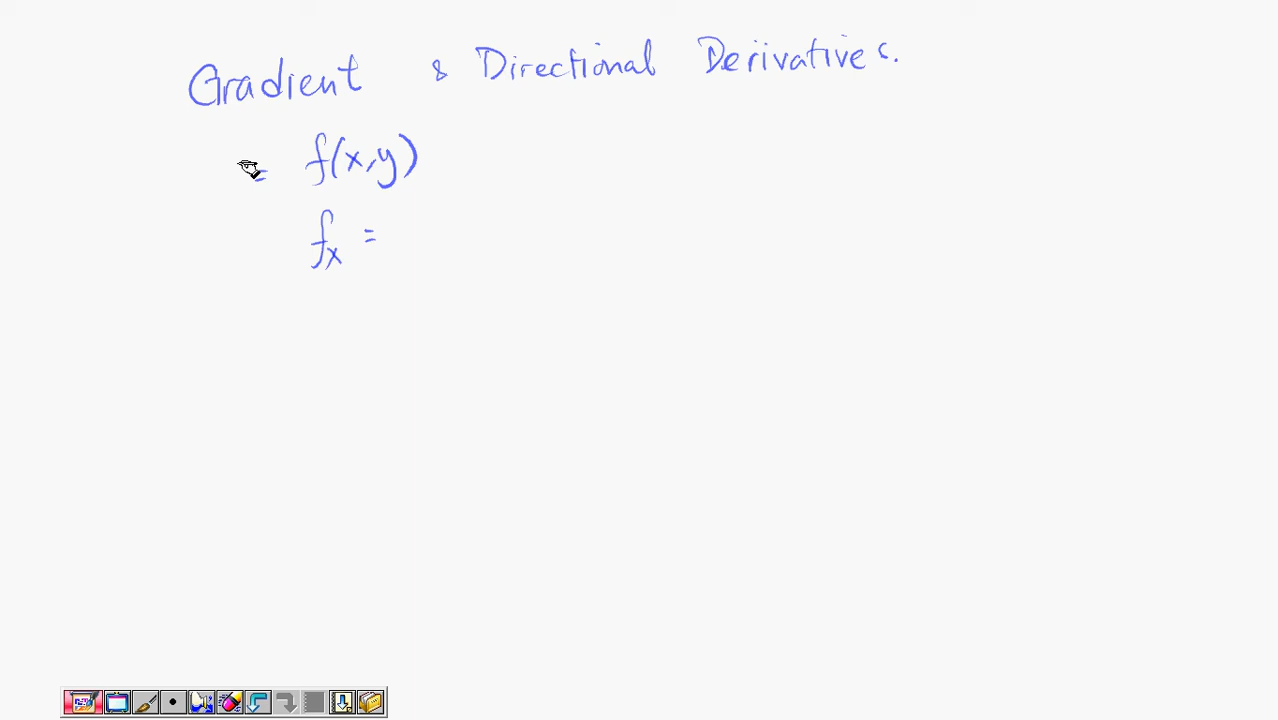 Gradient & Directional Derivatives.
= f(x,y)
fₓ =